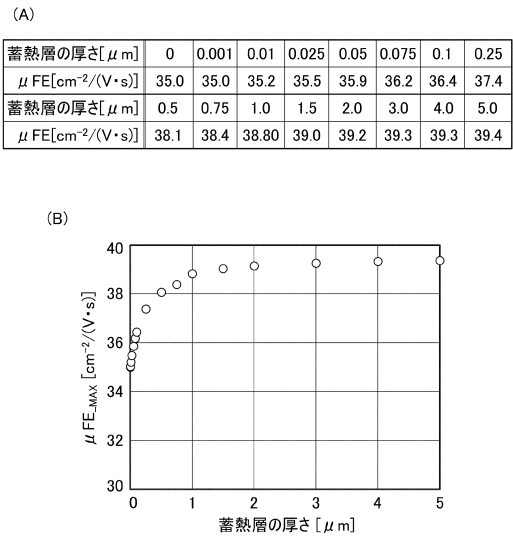 (A)
蓄熱層の厚さ[μm] 0 0.001 0.01 0.025 0.05 0.075 0.1 0.25
μFE[cm⁻²/(V・s)] 35.0 35.0 35.2 35.5 35.9 36.2 36.4 37.4
蓄熱層の厚さ[μm] 0.5 0.75 1.0 1.5 2.0 3.0 4.0 5.0
μFE[cm⁻²/(V・s)] 38.1 38.4 38.80 39.0 39.2 39.3 39.3 39.4
(B)
μFE_MAX [cm⁻²/(V・s)]
40
38
36
34
32
30
0 1 2 3 4 5
蓄熱層の厚さ[μm]